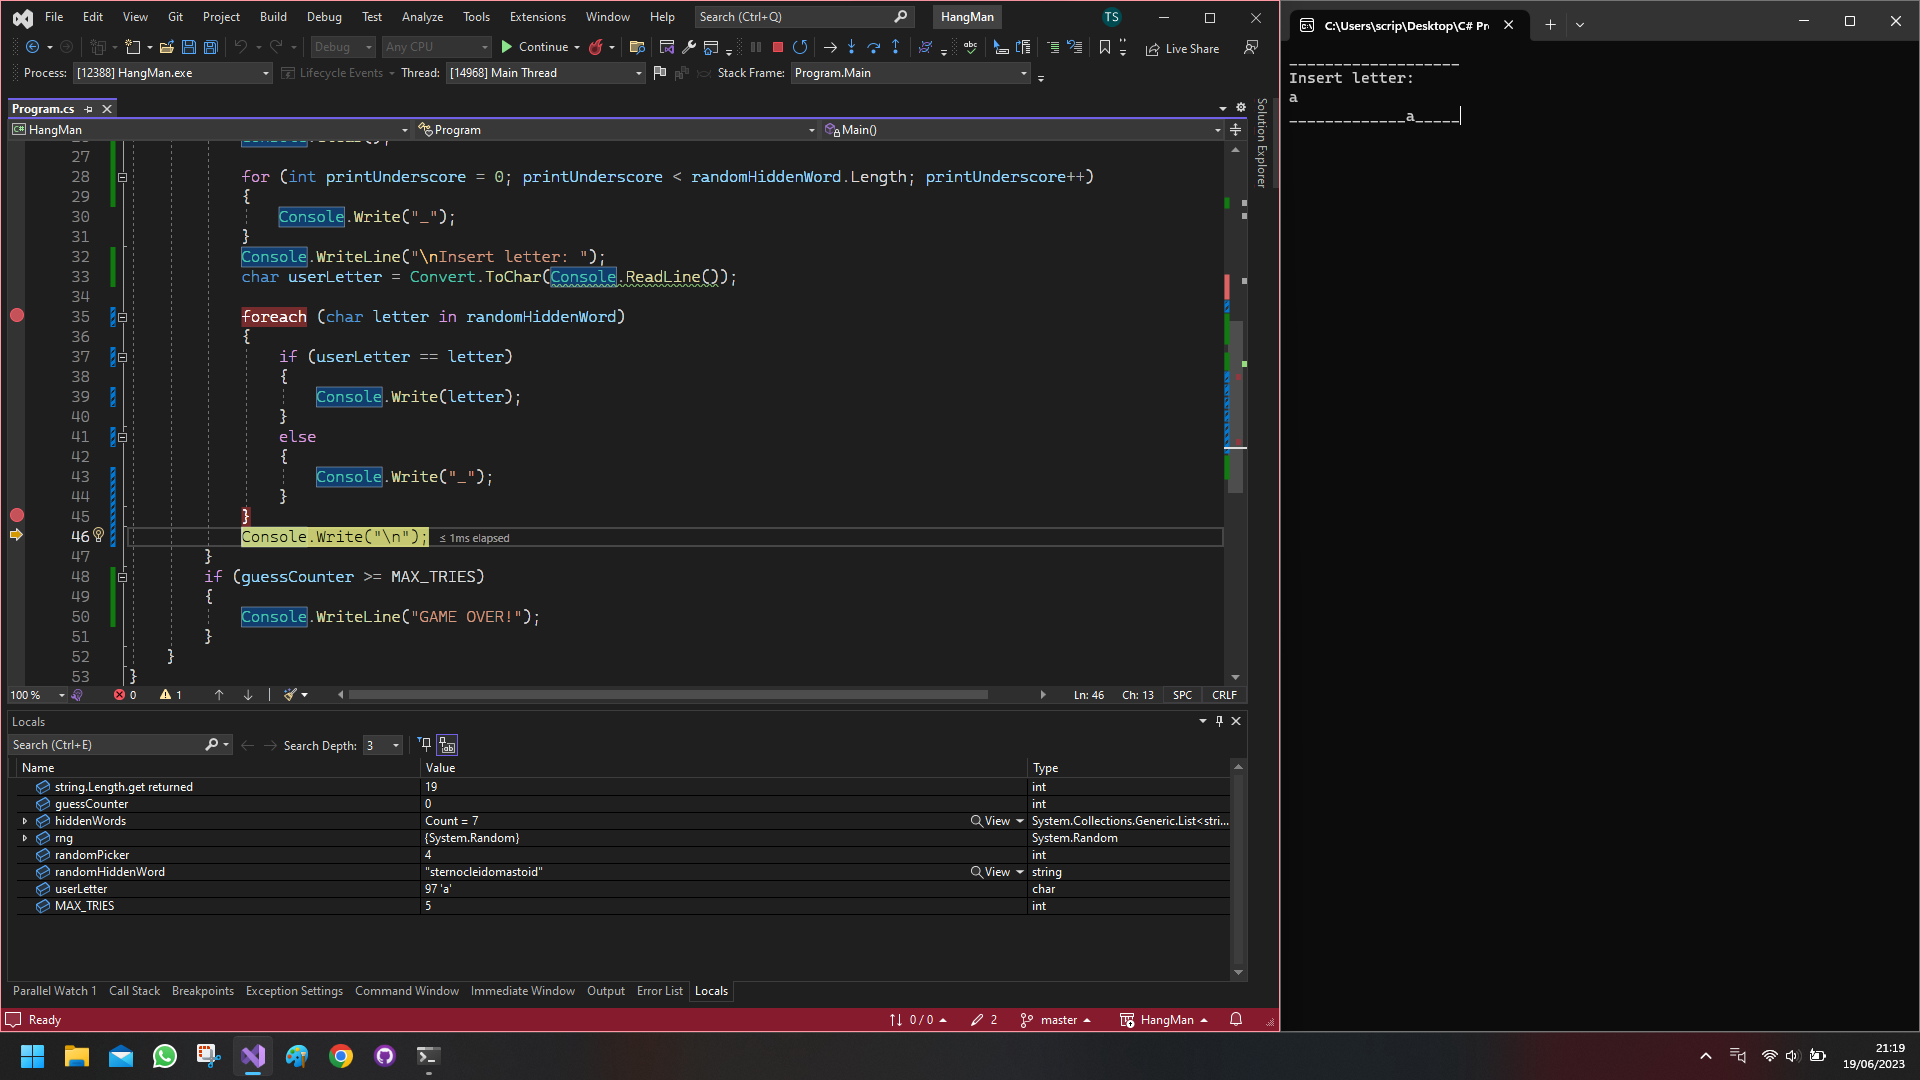 File Edit View Git Project Build Debug Test Analyze Tools Extensions Window Help Search (Ctrl+Q) HangMan TS
Debug Any CPU Continue Live Share
Process: [12388] HangMan.exe Lifecycle Events Thread: [14968] Main Thread Stack Frame: Program.Main
Program.cs
HangMan Program Main()
27
28 for (int printUnderscore = 0; printUnderscore < randomHiddenWord.Length; printUnderscore++)
29 {
30 Console.Write("_");
31 }
32 Console.WriteLine("\nInsert letter: ");
33 char userLetter = Convert.ToChar(Console.ReadLine());
34
35 foreach (char letter in randomHiddenWord)
36 {
37 if (userLetter == letter)
38 {
39 Console.Write(letter);
40 }
41 else
42 {
43 Console.Write("_");
44 }
45 }
46 Console.Write("\n"); ≤ 1ms elapsed
47 }
48 if (guessCounter >= MAX_TRIES)
49 {
50 Console.WriteLine("GAME OVER!");
51 }
52 }
53 }
100 % 0 1 Ln: 46 Ch: 13 SPC CRLF
Solution Explorer
Locals
Search (Ctrl+E) Search Depth: 3
Name Value Type
string.Length.get returned 19 int
guessCounter 0 int
hiddenWords Count = 7 View System.Collections.Generic.List<stri...
rng {System.Random} System.Random
randomPicker 4 int
randomHiddenWord "sternocleidomastoid" View string
userLetter 97 'a' char
MAX_TRIES 5 int
Parallel Watch 1 Call Stack Breakpoints Exception Settings Command Window Immediate Window Output Error List Locals
Ready 0 / 0 2 master HangMan
C:\Users\scrip\Desktop\C# Pr
___________________
Insert letter:
a
_____________a_____
21:19
19/06/2023